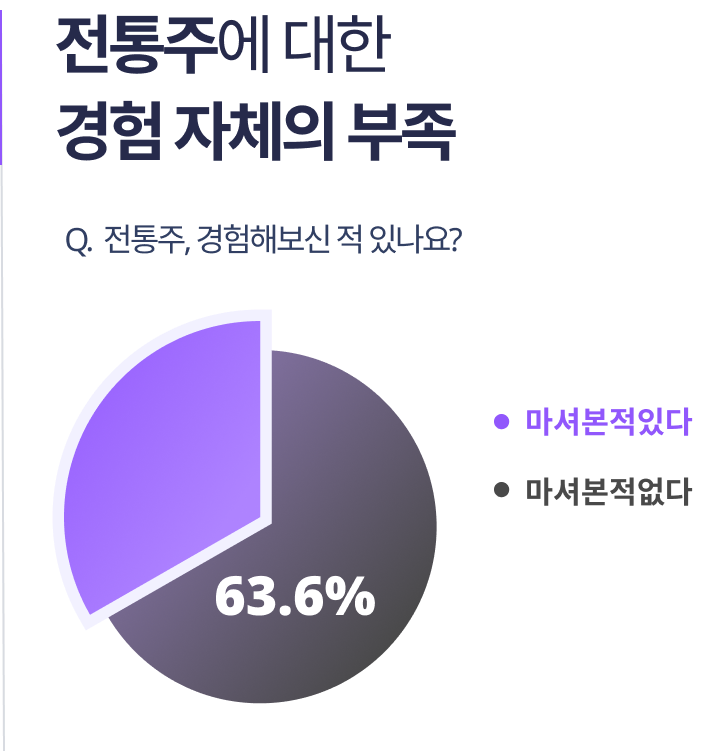 전통주에 대한
경험 자체의 부족
Q. 전통주, 경험해보신 적 있나요?
마셔본적있다
마셔본적없다
63.6%